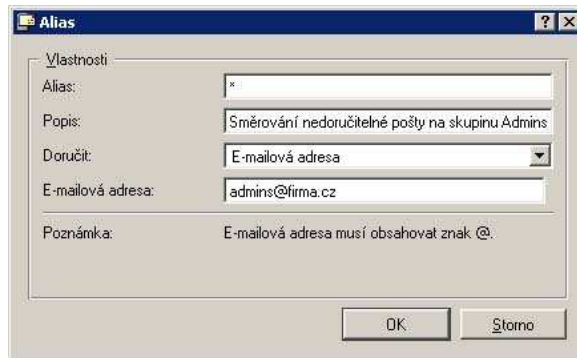 Alias
Vlastnosti
Alias: *
Popis: Směrování nedoručitelné pošty na skupinu Admins
Doručit: E-mailová adresa
E-mailová adresa: admins@firma.cz
Poznámka: E-mailová adresa musí obsahovat znak @.
OK Storno